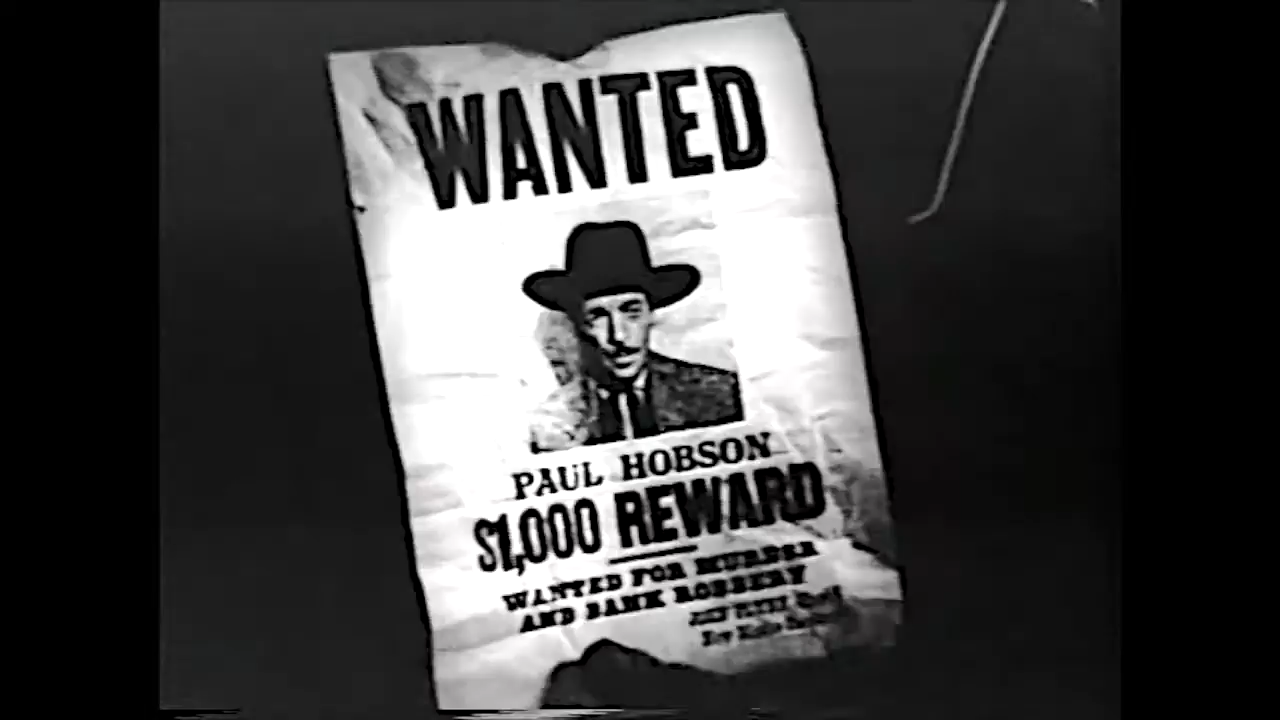 WANTED
PAUL HOBSON
$1,000 REWARD
WANTED FOR MURDER
AND BANK ROBBERY